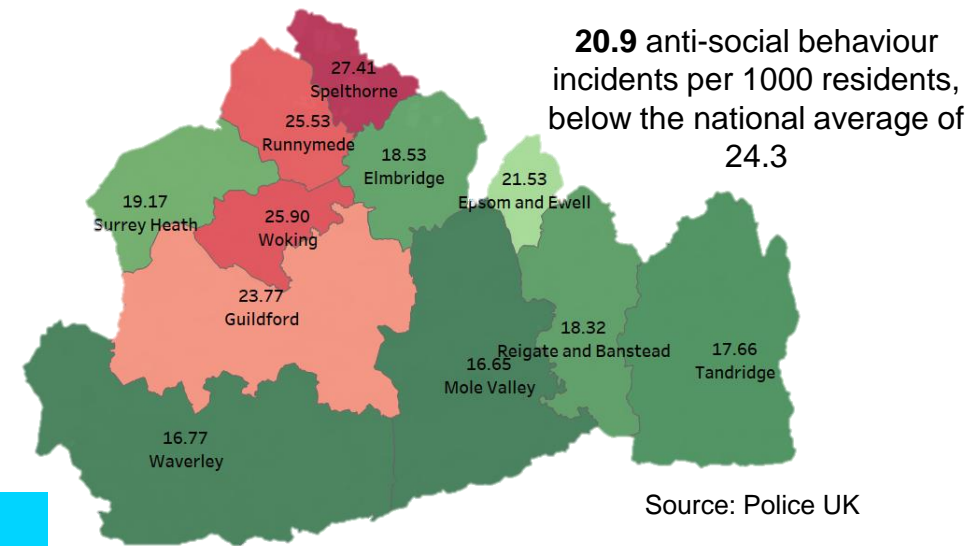 20.9 anti-social behaviour
incidents per 1000 residents,
below the national average of
24.3
27.41
Spelthorne
25.53
Runnymede
18.53
Elmbridge
21.53
Epsom and Ewell
19.17
Surrey Heath
25.90
Woking
23.77
Guildford
18.32
Reigate and Banstead
16.65
Mole Valley
17.66
Tandridge
16.77
Waverley
Source: Police UK